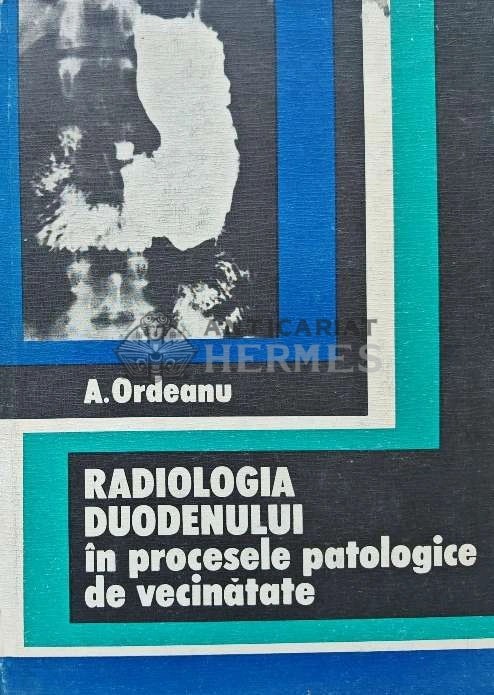 ANTICARIAT
HERMES
A.Ordeanu
RADIOLOGIA
DUODENULUI
în procesele patologice
de vecinătate